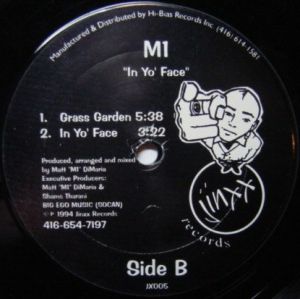 Manufactured & Distributed by Hi-Bias Records Inc (416) 614-1581
M1
"In Yo' Face"
1. Grass Garden 5:38
2. In Yo' Face 3:22
Produced, arranged and mixed
by Matt "M1" DiMario
Executive Producers:
Matt "M1" DiMario &
Shams Tharani
BIG EGO MUSIC (SOCAN)
© ℗ 1994 Jinxx Records
416-654-7197
jinxx
records
Side B
JX005